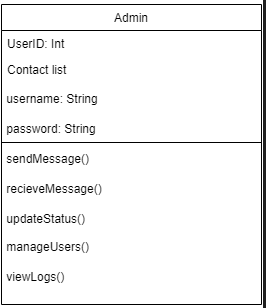 Admin
UserID: Int
Contact list
username: String
password: String
sendMessage()
recieveMessage()
updateStatus()
manageUsers()
viewLogs()